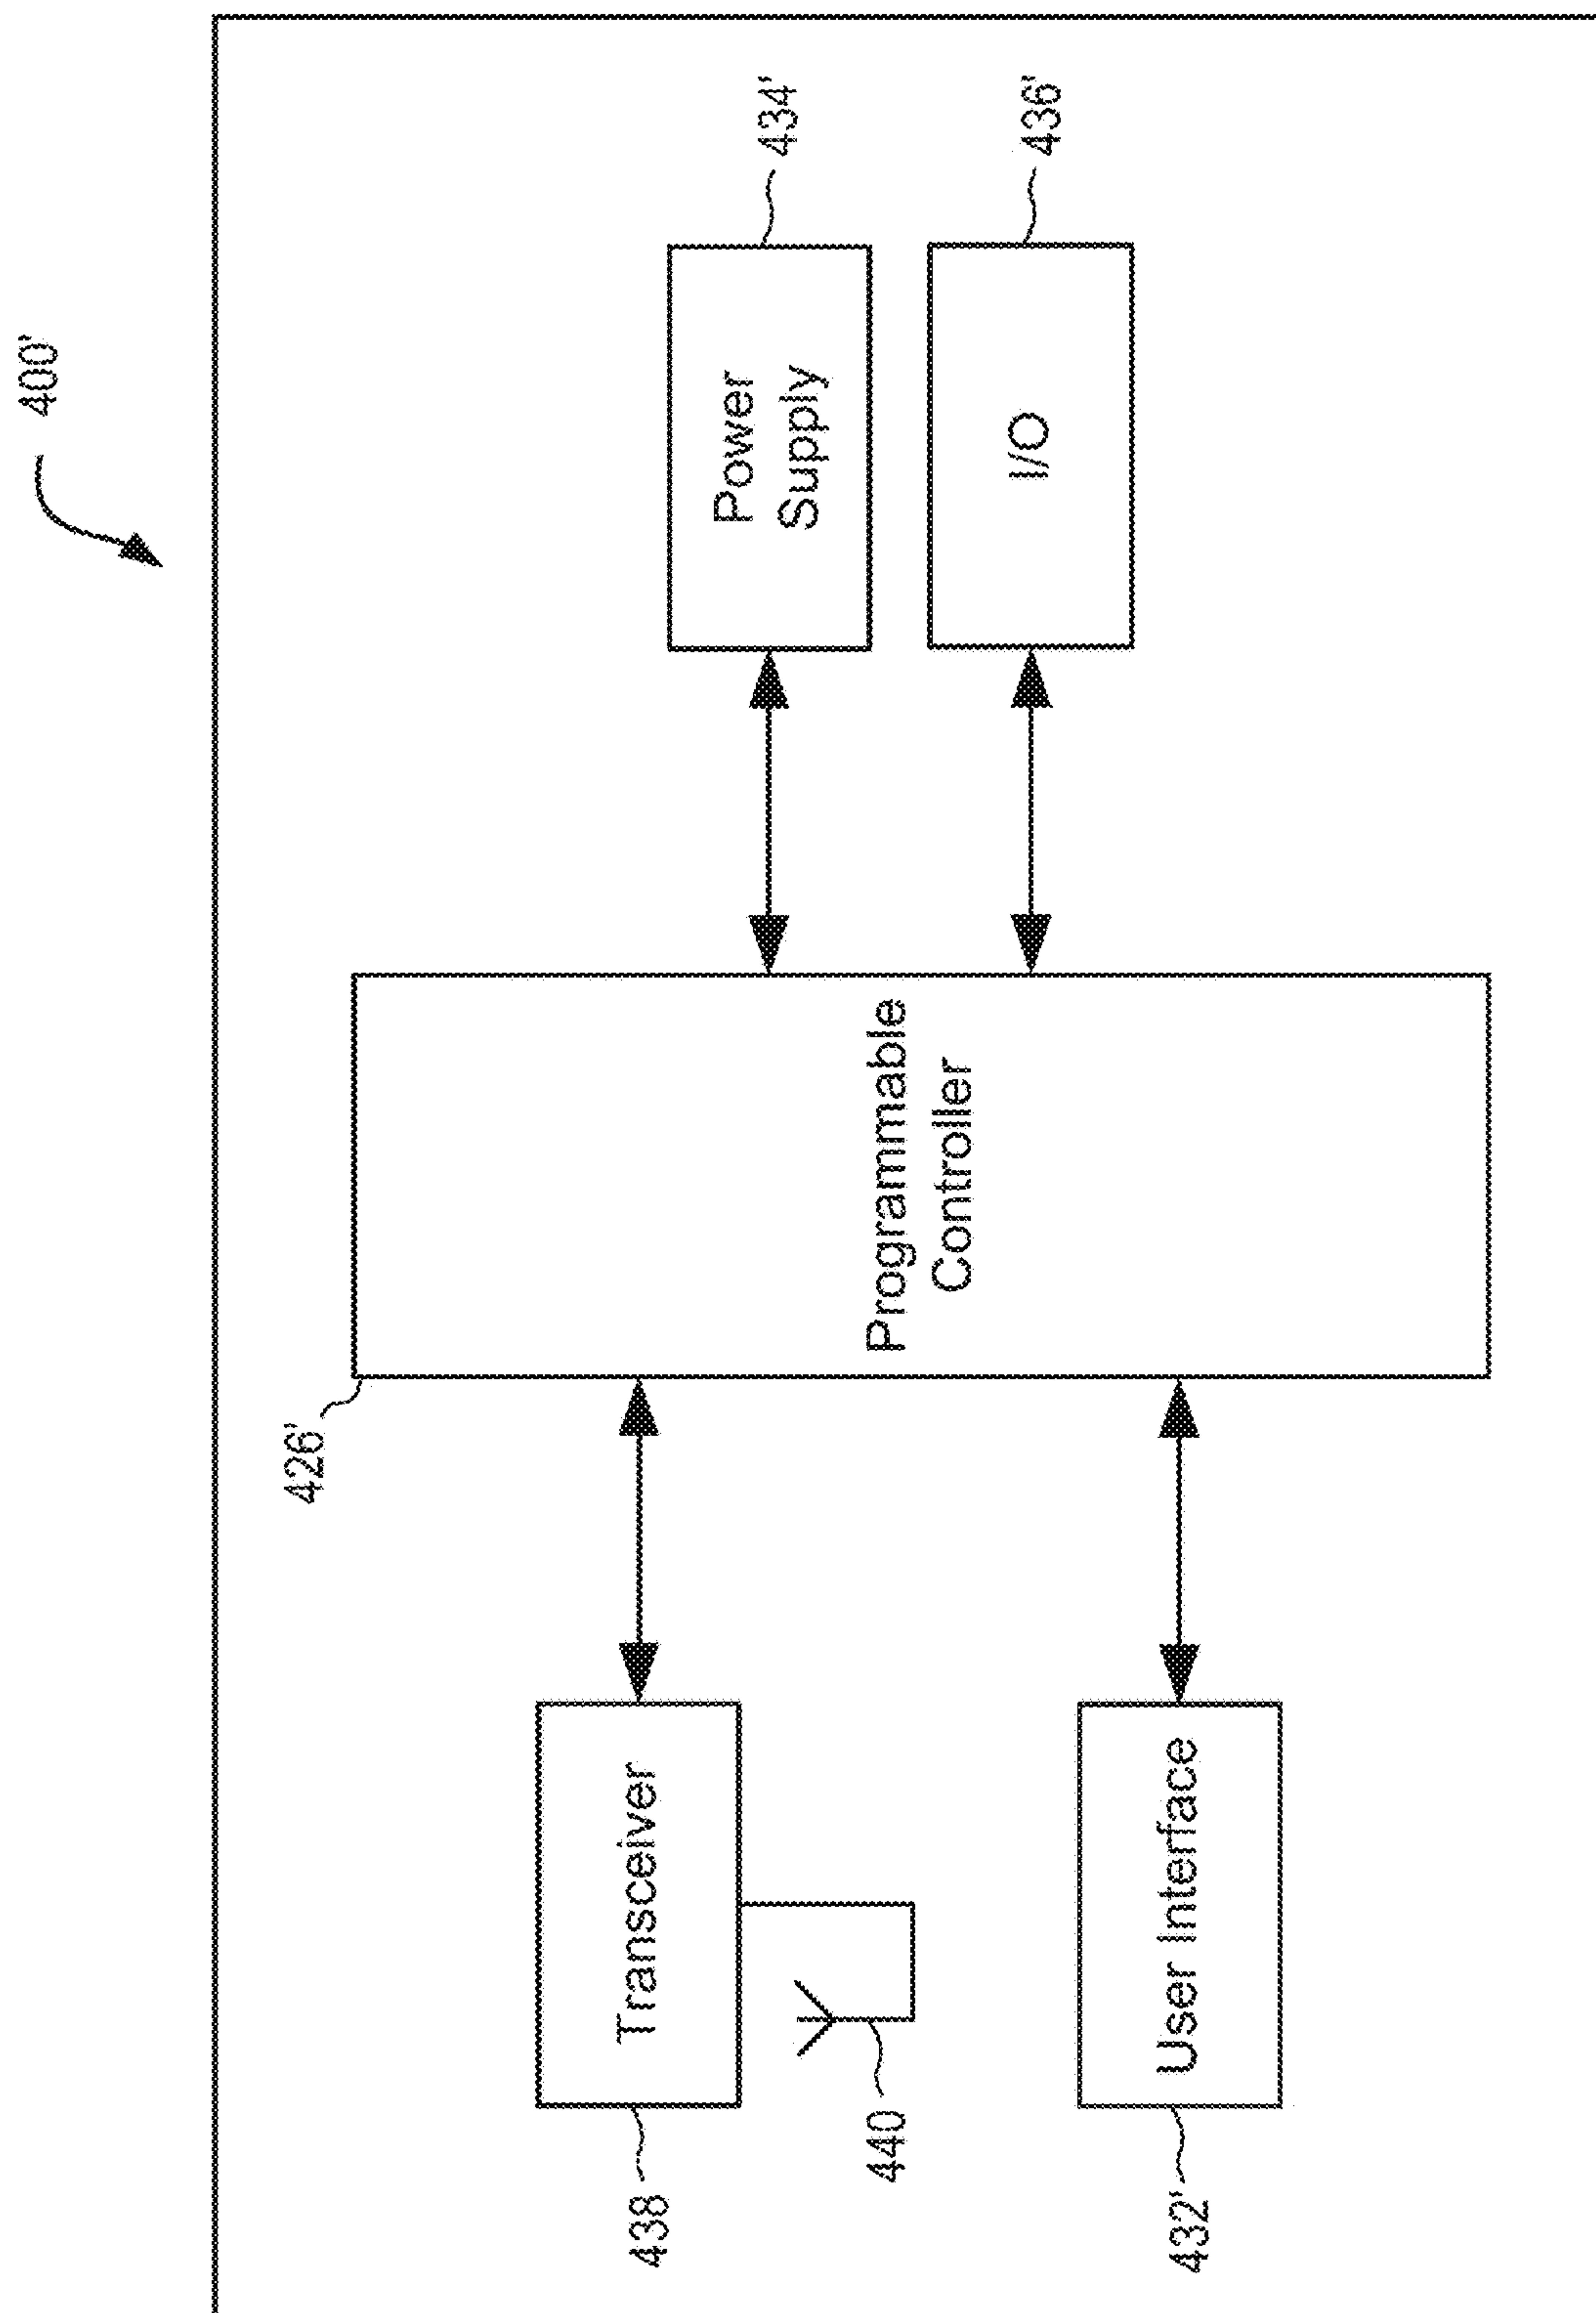 400'
438
Transceiver
440
432'
User Interface
426'
Programmable
Controller
Power
Supply
434'
I/O
436'